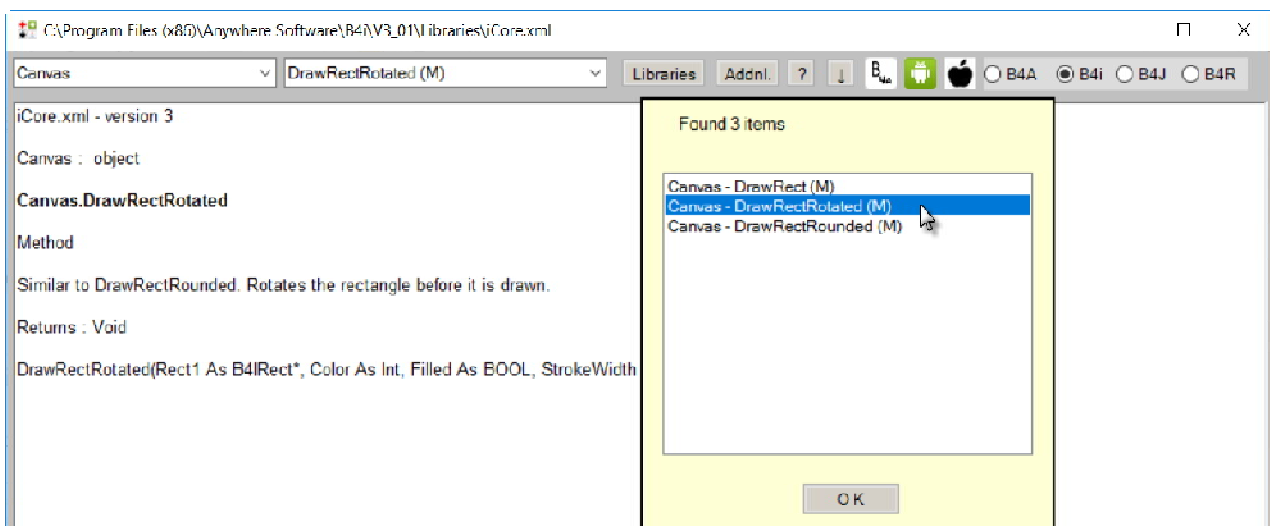 C:\Program Files (x86)\Anywhere Software\B4i\V3_01\Libraries\iCore.xml
Canvas
DrawRectRotated (M)
Libraries
Addnl.
?
↓
B4A
B4i
B4J
B4R
iCore.xml - version 3
Canvas : object
Canvas.DrawRectRotated
Method
Similar to DrawRectRounded. Rotates the rectangle before it is drawn.
Returns : Void
DrawRectRotated(Rect1 As B4IRect*, Color As Int, Filled As BOOL, StrokeWidth
Found 3 items
Canvas - DrawRect (M)
Canvas - DrawRectRotated (M)
Canvas - DrawRectRounded (M)
OK